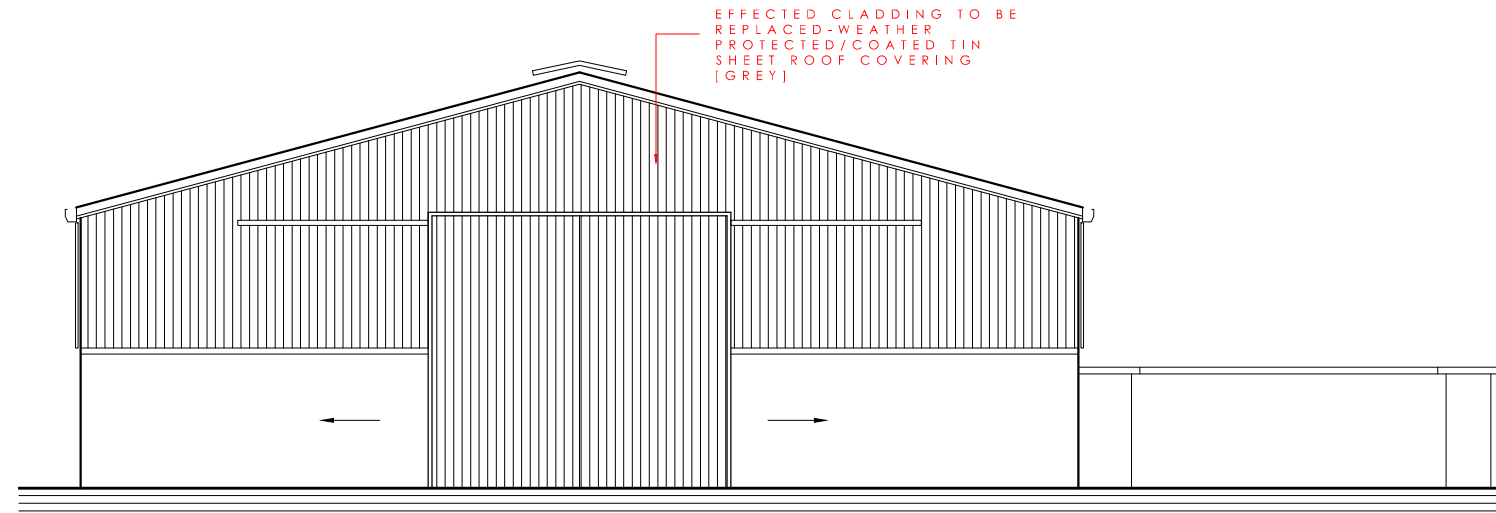 EFFECTED CLADDING TO BE
REPLACED-WEATHER
PROTECTED/COATED TIN
SHEET ROOF COVERING
[GREY]